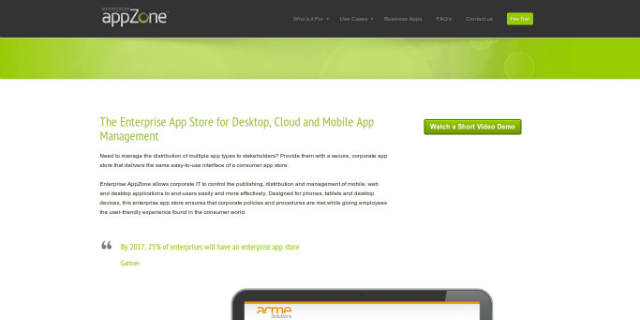 enterprise
appZone
Who's it For
Use Cases
Business Apps
FAQ's
Contact us
Free Trial
The Enterprise App Store for Desktop, Cloud and Mobile App
Management
Watch a Short Video Demo
Need to manage the distribution of multiple app types to stakeholders? Provide them with a secure, corporate app
store that delivers the same easy-to-use interface of a consumer app store.
Enterprise AppZone allows corporate IT to control the publishing, distribution and management of mobile, web
and desktop applications to end-users easily and more effectively. Designed for phones, tablets and desktop
devices, this enterprise app store ensures that corporate policies and procedures are met while giving employees
the user-friendly experience found in the consumer world.
“ By 2017, 25% of enterprises will have an enterprise app store
Gartner
acme
Solutions